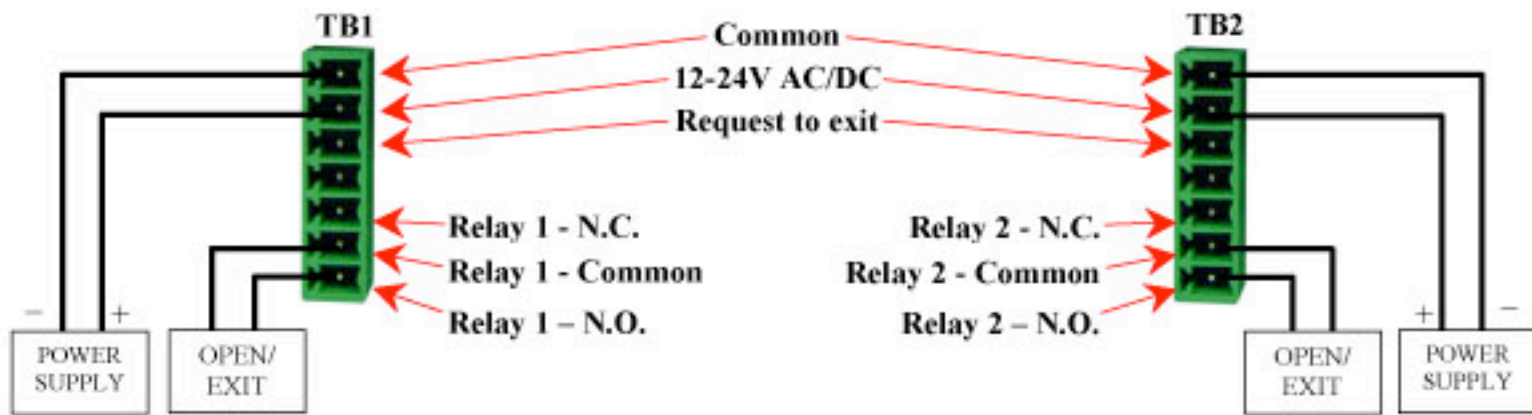 TB1
TB2
Common
12-24V AC/DC
Request to exit
Relay 1 - N.C.
Relay 1 - Common
Relay 1 – N.O.
Relay 2 - N.C.
Relay 2 - Common
Relay 2 – N.O.
– +
POWER
SUPPLY
OPEN/
EXIT
OPEN/
EXIT
+ –
POWER
SUPPLY